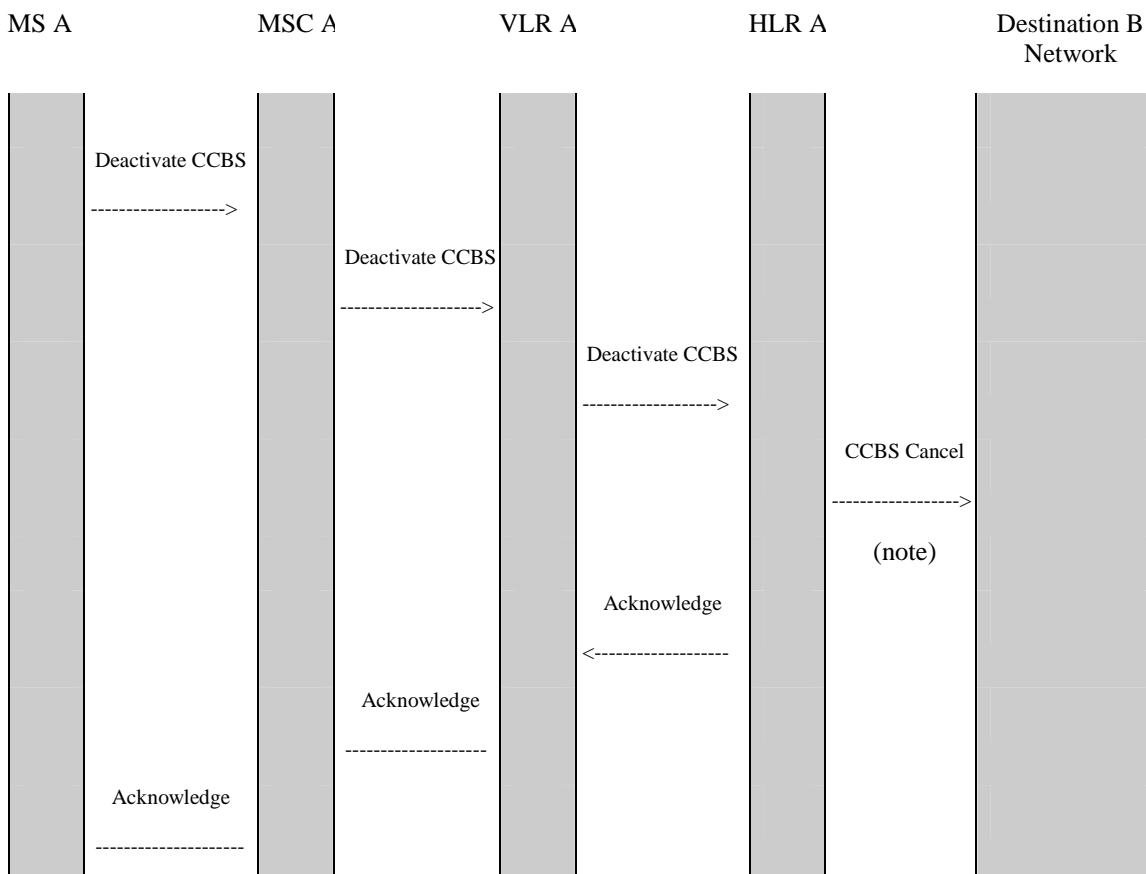 MS A
MSC A
VLR A
HLR A
Destination B
Network
Deactivate CCBS
-------------------->
Deactivate CCBS
-------------------->
Deactivate CCBS
-------------------->
CCBS Cancel
------------------>
(note)
Acknowledge
<-------------------
Acknowledge
--------------------
Acknowledge
---------------------